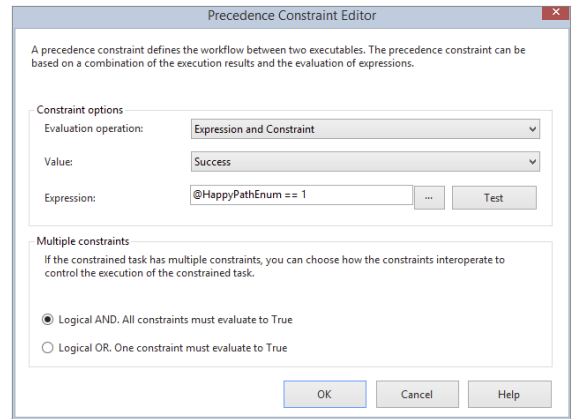 Precedence Constraint Editor
A precedence constraint defines the workflow between two executables. The precedence constraint can be
based on a combination of the execution results and the evaluation of expressions.
Constraint options
Evaluation operation: Expression and Constraint
Value: Success
Expression: @HappyPathEnum == 1 ... Test
Multiple constraints
If the constrained task has multiple constraints, you can choose how the constraints interoperate to
control the execution of the constrained task.
Logical AND. All constraints must evaluate to True
Logical OR. One constraint must evaluate to True
OK Cancel Help